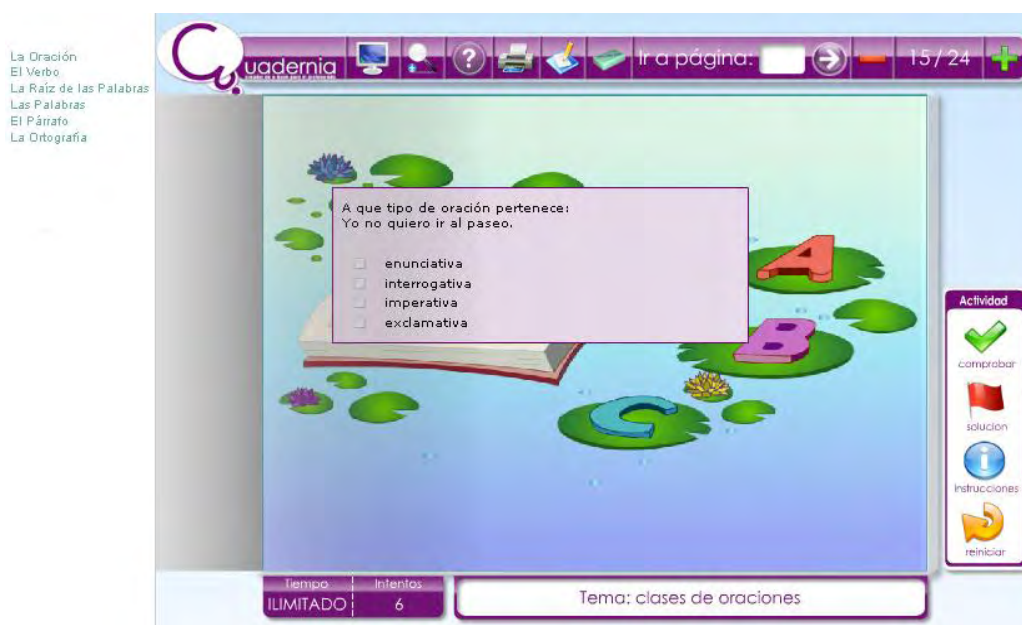 La Oración
El Verbo
La Raíz de las Palabras
Las Palabras
El Párrafo
La Ortografía
uadernia
Ir a página:
15/24
A que tipo de oración pertenece:
Yo no quiero ir al paseo.
enunciativa
interrogativa
imperativa
exclamativa
A
B
C
Actividad
comprobar
solucion
instrucciones
reiniciar
Tiempo
Intentos
ILIMITADO
6
Tema: clases de oraciones